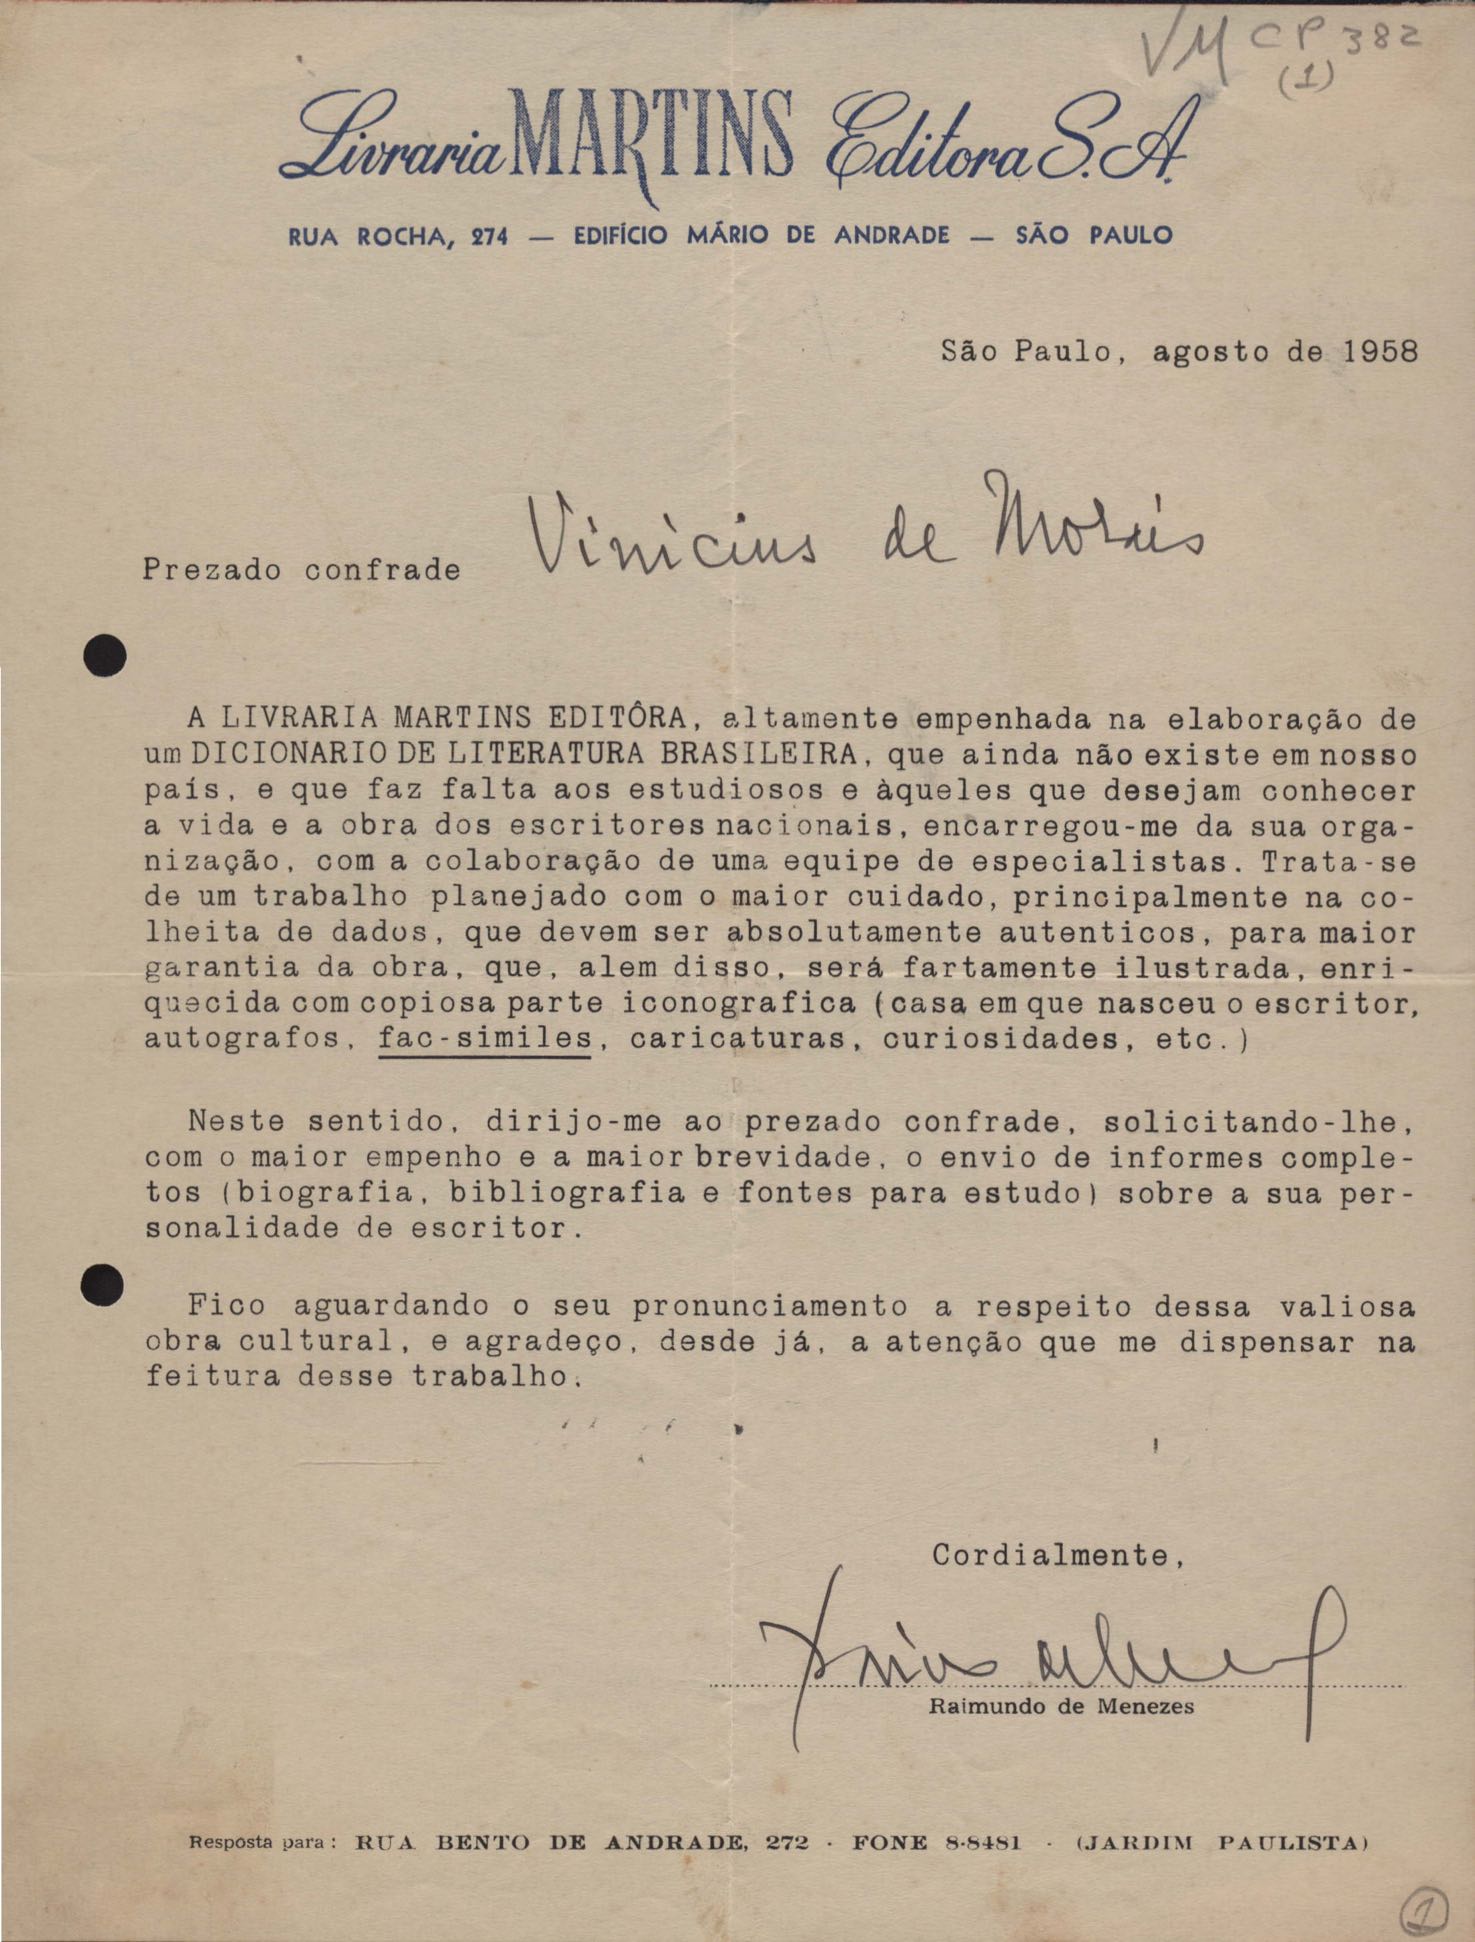 VM CP 382
(1)
Livraria MARTINS Editora S.A.
RUA ROCHA, 274 — EDIFÍCIO MÁRIO DE ANDRADE — SÃO PAULO
São Paulo, agosto de 1958
Prezado confrade Vinicius de Morais
A LIVRARIA MARTINS EDITÔRA, altamente empenhada na elaboração de
um DICIONARIO DE LITERATURA BRASILEIRA, que ainda não existe em nosso
país, e que faz falta aos estudiosos e àqueles que desejam conhecer
a vida e a obra dos escritores nacionais, encarregou-me da sua orga-
nização, com a colaboração de uma equipe de especialistas. Trata-se
de um trabalho planejado com o maior cuidado, principalmente na co-
lheita de dados, que devem ser absolutamente autenticos, para maior
garantia da obra, que, alem disso, será fartamente ilustrada, enri-
quecida com copiosa parte iconografica (casa em que nasceu o escritor,
autografos, fac-similes, caricaturas, curiosidades, etc.)
Neste sentido, dirijo-me ao prezado confrade, solicitando-lhe,
com o maior empenho e a maior brevidade, o envio de informes comple-
tos (biografia, bibliografia e fontes para estudo) sobre a sua per-
sonalidade de escritor.
Fico aguardando o seu pronunciamento a respeito dessa valiosa
obra cultural, e agradeço, desde já, a atenção que me dispensar na
feitura desse trabalho.
Cordialmente,
Raimundo de Menezes
Resposta para: RUA BENTO DE ANDRADE, 272 · FONE 8-8481 · (JARDIM PAULISTA)
1